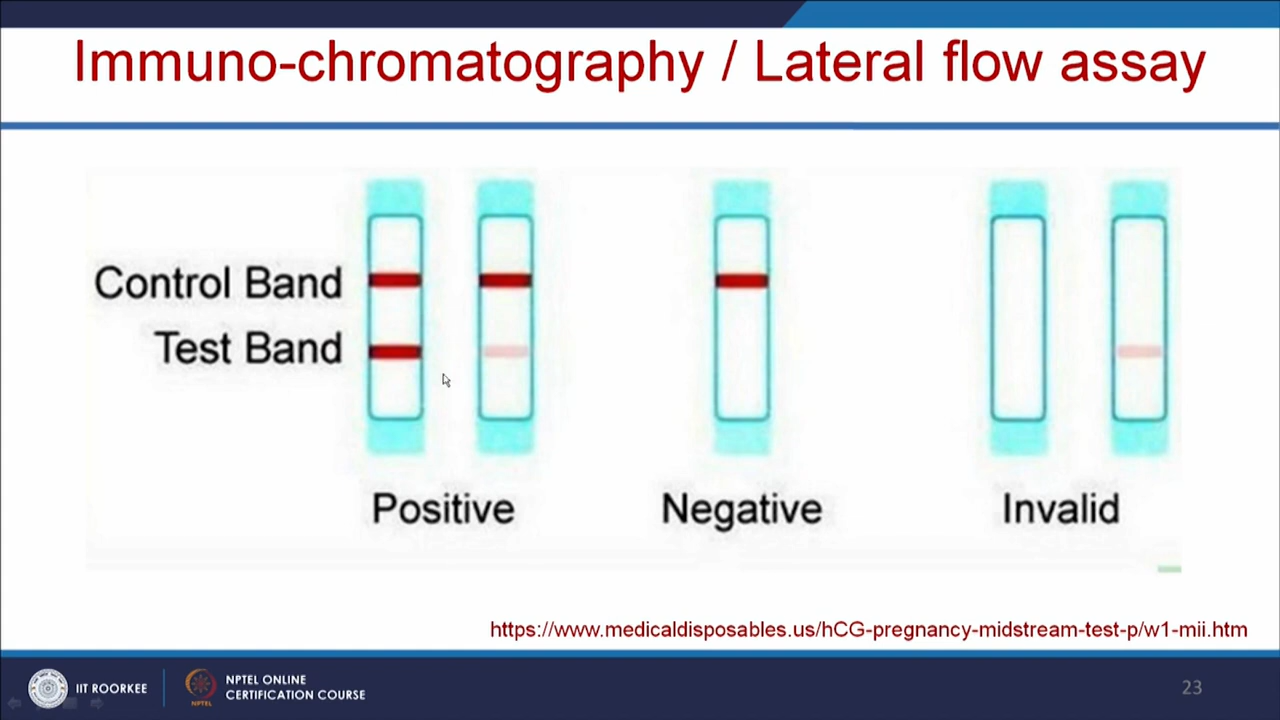 Immuno-chromatography / Lateral flow assay
Control Band
Test Band
Positive
Negative
Invalid
https://www.medicaldisposables.us/hCG-pregnancy-midstream-test-p/w1-mii.htm
IIT ROORKEE
NPTEL
NPTEL ONLINE
CERTIFICATION COURSE
23